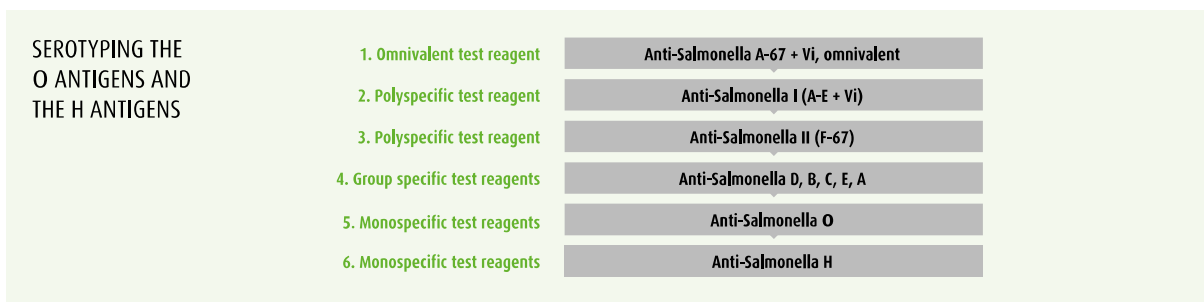 SEROTYPING THE
O ANTIGENS AND
THE H ANTIGENS
1. Omnivalent test reagent Anti-Salmonella A-67 + Vi, omnivalent
2. Polyspecific test reagent Anti-Salmonella I (A-E + Vi)
3. Polyspecific test reagent Anti-Salmonella II (F-67)
4. Group specific test reagents Anti-Salmonella D, B, C, E, A
5. Monospecific test reagents Anti-Salmonella O
6. Monospecific test reagents Anti-Salmonella H